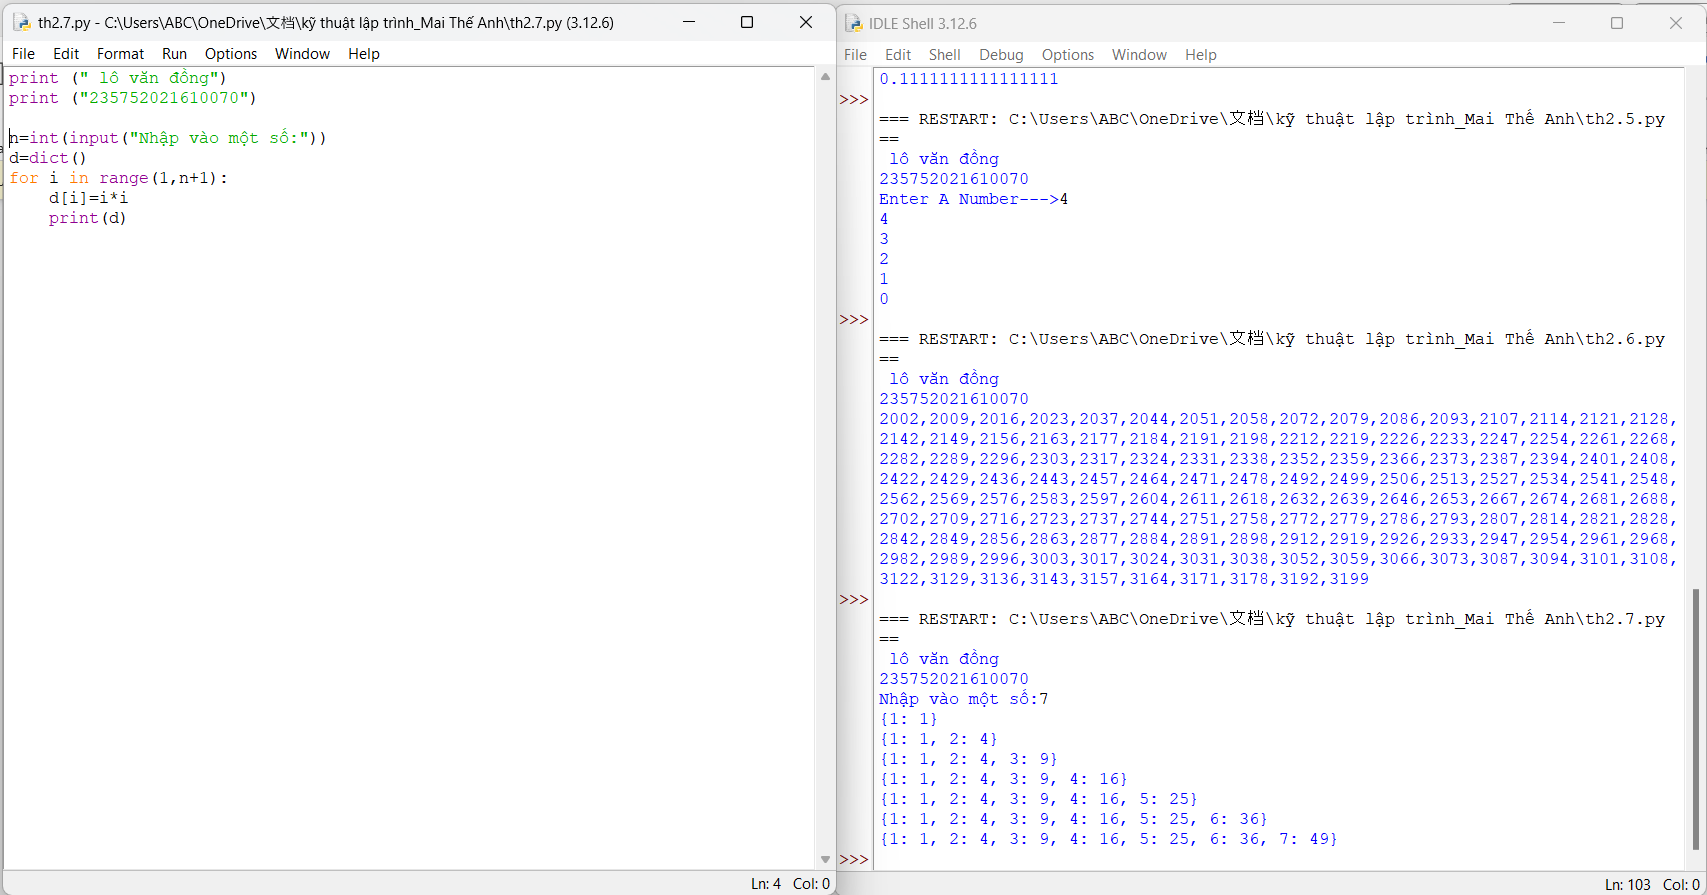 th2.7.py - C:\Users\ABC\OneDrive\文档\kỹ thuật lập trình_Mai Thế Anh\th2.7.py (3.12.6)
File Edit Format Run Options Window Help
print (" lô văn đồng")
print ("235752021610070")
n=int(input("Nhập vào một số:"))
d=dict()
for i in range(1,n+1):
    d[i]=i*i
    print(d)
Ln: 4 Col: 0
IDLE Shell 3.12.6
File Edit Shell Debug Options Window Help
0.1111111111111111
>>>
=== RESTART: C:\Users\ABC\OneDrive\文档\kỹ thuật lập trình_Mai Thế Anh\th2.5.py
==
lô văn đồng
235752021610070
Enter A Number--->4
4
3
2
1
0
>>>
=== RESTART: C:\Users\ABC\OneDrive\文档\kỹ thuật lập trình_Mai Thế Anh\th2.6.py
==
lô văn đồng
235752021610070
2002,2009,2016,2023,2037,2044,2051,2058,2072,2079,2086,2093,2107,2114,2121,2128,
2142,2149,2156,2163,2177,2184,2191,2198,2212,2219,2226,2233,2247,2254,2261,2268,
2282,2289,2296,2303,2317,2324,2331,2338,2352,2359,2366,2373,2387,2394,2401,2408,
2422,2429,2436,2443,2457,2464,2471,2478,2492,2499,2506,2513,2527,2534,2541,2548,
2562,2569,2576,2583,2597,2604,2611,2618,2632,2639,2646,2653,2667,2674,2681,2688,
2702,2709,2716,2723,2737,2744,2751,2758,2772,2779,2786,2793,2807,2814,2821,2828,
2842,2849,2856,2863,2877,2884,2891,2898,2912,2919,2926,2933,2947,2954,2961,2968,
2982,2989,2996,3003,3017,3024,3031,3038,3052,3059,3066,3073,3087,3094,3101,3108,
3122,3129,3136,3143,3157,3164,3171,3178,3192,3199
>>>
=== RESTART: C:\Users\ABC\OneDrive\文档\kỹ thuật lập trình_Mai Thế Anh\th2.7.py
==
lô văn đồng
235752021610070
Nhập vào một số:7
{1: 1}
{1: 1, 2: 4}
{1: 1, 2: 4, 3: 9}
{1: 1, 2: 4, 3: 9, 4: 16}
{1: 1, 2: 4, 3: 9, 4: 16, 5: 25}
{1: 1, 2: 4, 3: 9, 4: 16, 5: 25, 6: 36}
{1: 1, 2: 4, 3: 9, 4: 16, 5: 25, 6: 36, 7: 49}
>>>
Ln: 103 Col: 0